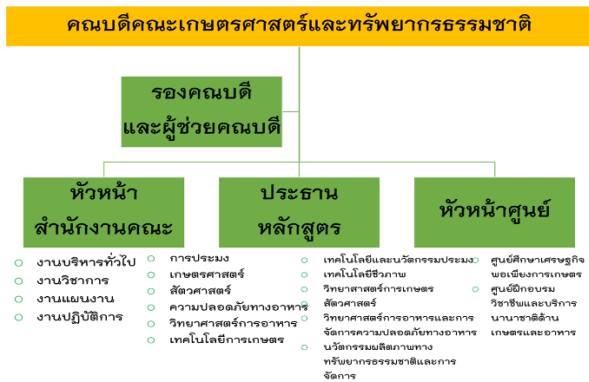 คณบดีคณะเกษตรศาสตร์และทรัพยากรธรรมชาติ
รองคณบดี
และผู้ช่วยคณบดี
หัวหน้า
สำนักงานคณะ
งานบริหารทั่วไป
งานวิชาการ
งานแผนงาน
งานปฏิบัติการ
ประธาน
หลักสูตร
การประมง
เกษตรศาสตร์
สัตวศาสตร์
ความปลอดภัยทางอาหาร
วิทยาศาสตร์การอาหาร
เทคโนโลยีการเกษตร
เทคโนโลยีและนวัตกรรมประมง
เทคโนโลยีชีวภาพ
วิทยาสาสตร์การเกษตร
สัตวศาสตร์
วิทยาศาสตร์การอาหารและการ
จัดการความปลอดภัยทางอาหาร
นวัตกรรมผลิตภาพทาง
ทรัพยากรธรรมชาติและการ
จัดการ
หัวหน้าศูนย์
ศูนย์ศึกษาเศรษฐกิจ
พอเพียงการเกษตร
ศูนย์ฝึกอบรม
วิชาชีพและบริการ
นานาชาติด้าน
เกษตรและอาหาร